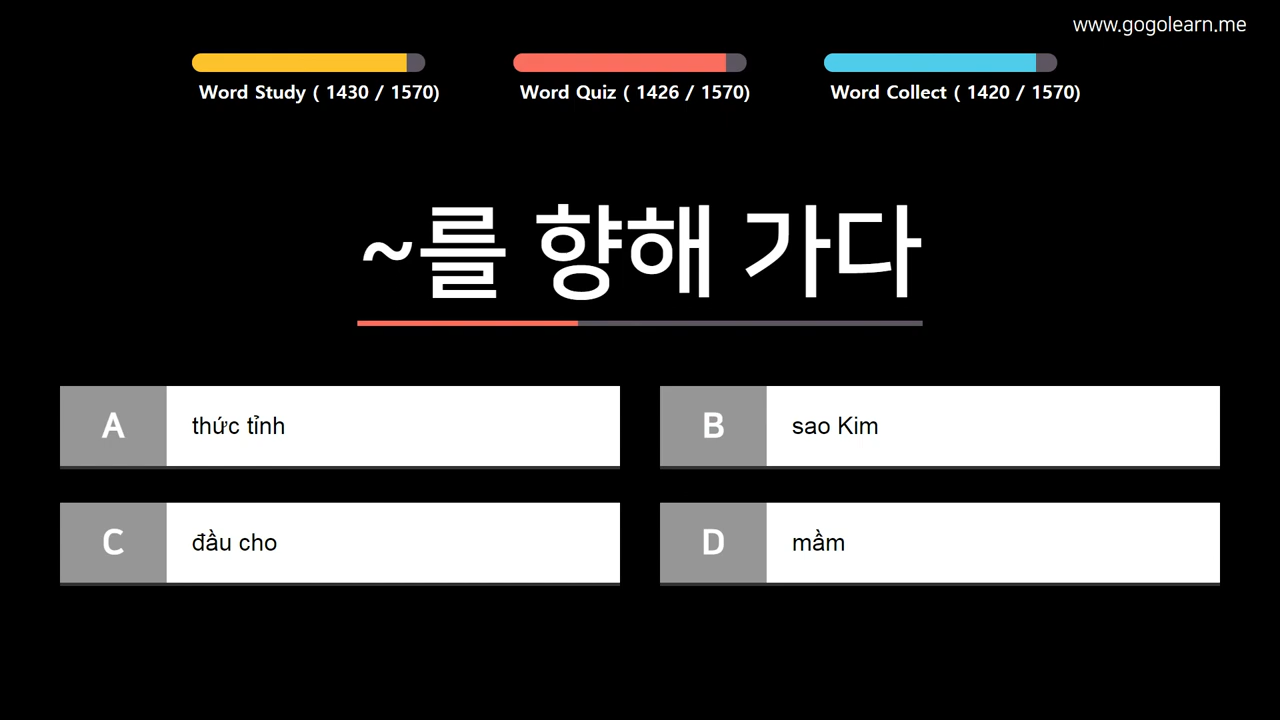 www.gogolearn.me
Word Study ( 1430 / 1570)
Word Quiz ( 1426 / 1570)
Word Collect ( 1420 / 1570)
~를 향해 가다
A thức tỉnh
B sao Kim
C đầu cho
D mầm